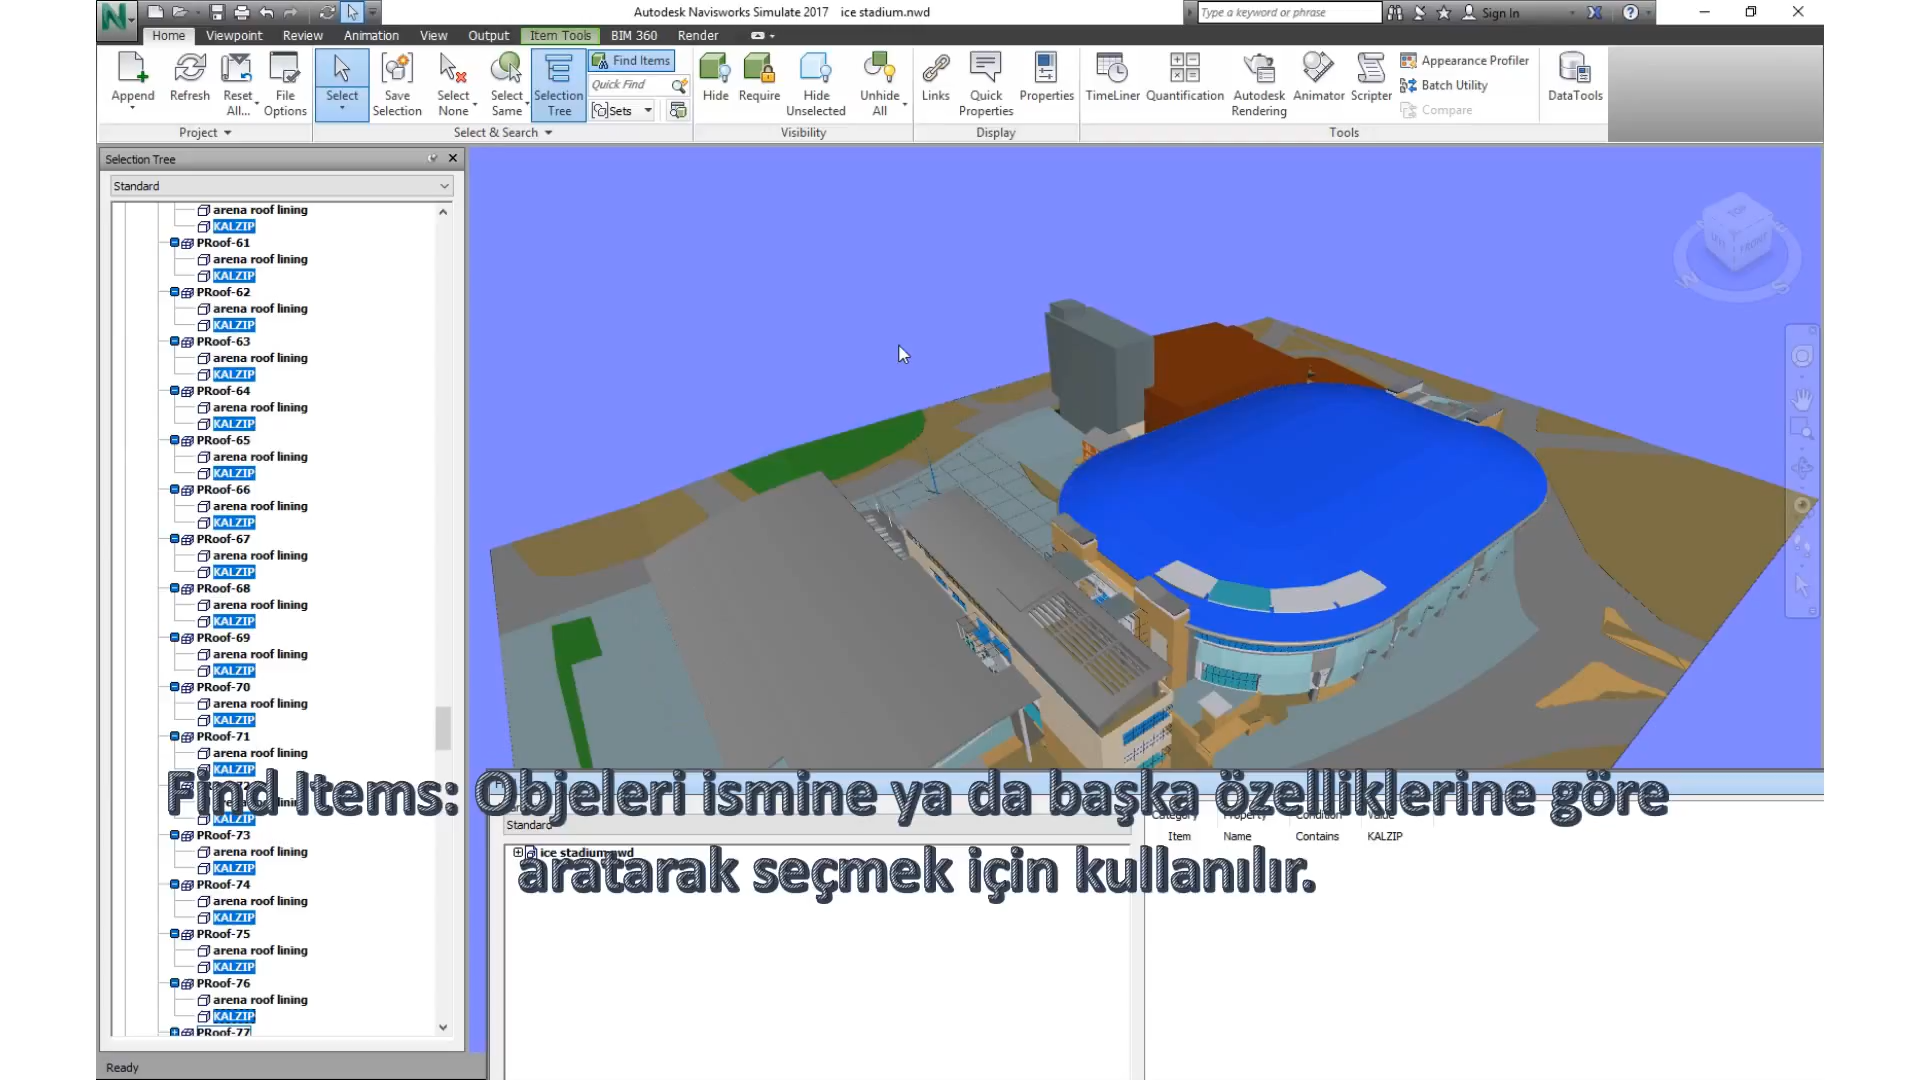 Autodesk Navisworks Simulate 2017 ice stadium.nwd
Type a keyword or phrase
Sign In
Home Viewpoint Review Animation View Output Item Tools BIM 360 Render
Append
Refresh
Reset All...
File Options
Project
Select
Save Selection
Select None
Select Same
Selection Tree
Find Items
Quick Find
Sets
Select & Search
Hide
Require
Hide Unselected
Unhide All
Visibility
Links
Quick Properties
Properties
Display
TimeLiner
Quantification
Autodesk Rendering
Animator
Scripter
Appearance Profiler
Batch Utility
Compare
DataTools
Tools
Selection Tree
Standard
arena roof lining
KALZIP
PRoof-61
arena roof lining
KALZIP
PRoof-62
arena roof lining
KALZIP
PRoof-63
arena roof lining
KALZIP
PRoof-64
arena roof lining
KALZIP
PRoof-65
arena roof lining
KALZIP
PRoof-66
arena roof lining
KALZIP
PRoof-67
arena roof lining
KALZIP
PRoof-68
arena roof lining
KALZIP
PRoof-69
arena roof lining
KALZIP
PRoof-70
arena roof lining
KALZIP
PRoof-71
arena roof lining
KALZIP
KALZIP
PRoof-73
arena roof lining
KALZIP
PRoof-74
arena roof lining
KALZIP
PRoof-75
arena roof lining
KALZIP
PRoof-76
arena roof lining
KALZIP
PRoof-77
Ready
TOP
FRONT
W
S
Find Items: Objeleri ismine ya da başka özelliklerine göre
aratarak seçmek için kullanılır.
Standard
ice stadium.nwd
Category Property Condition Value
Item Name Contains KALZIP